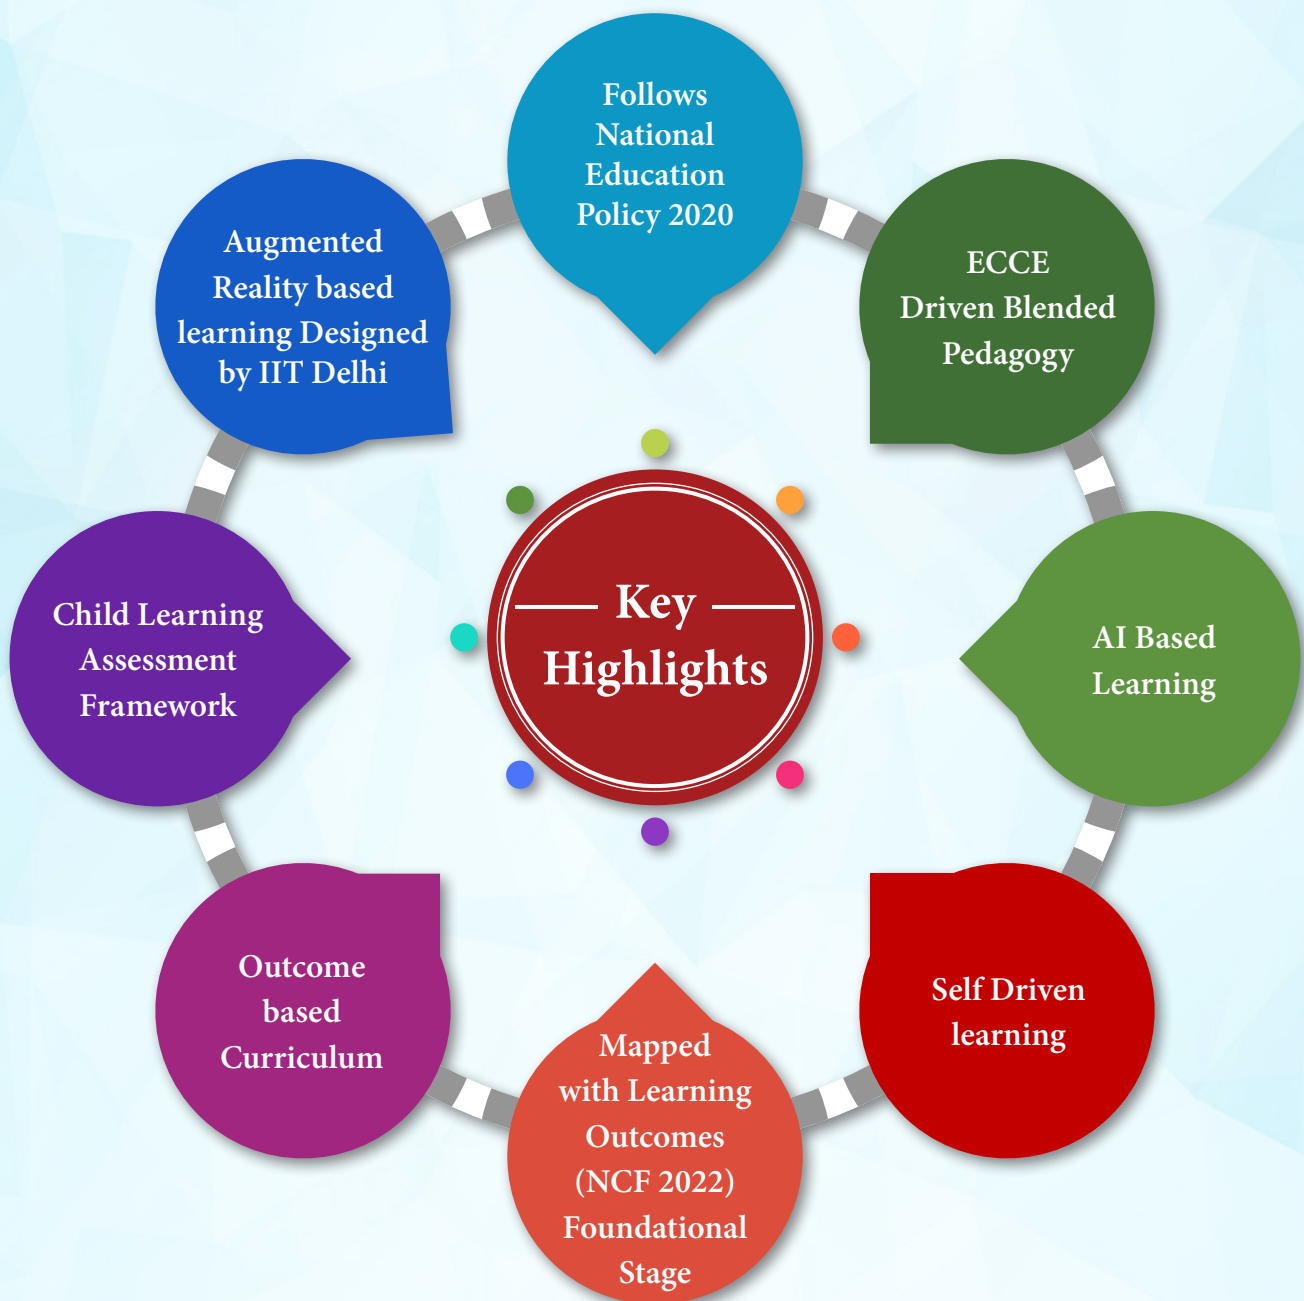 Follows
National
Education
Policy 2020
ECCE
Driven Blended
Pedagogy
AI Based
Learning
Self Driven
learning
Mapped
with Learning
Outcomes
(NCF 2022)
Foundational
Stage
Outcome
based
Curriculum
Child Learning
Assessment
Framework
Augmented
Reality based
learning Designed
by IIT Delhi
Key
Highlights